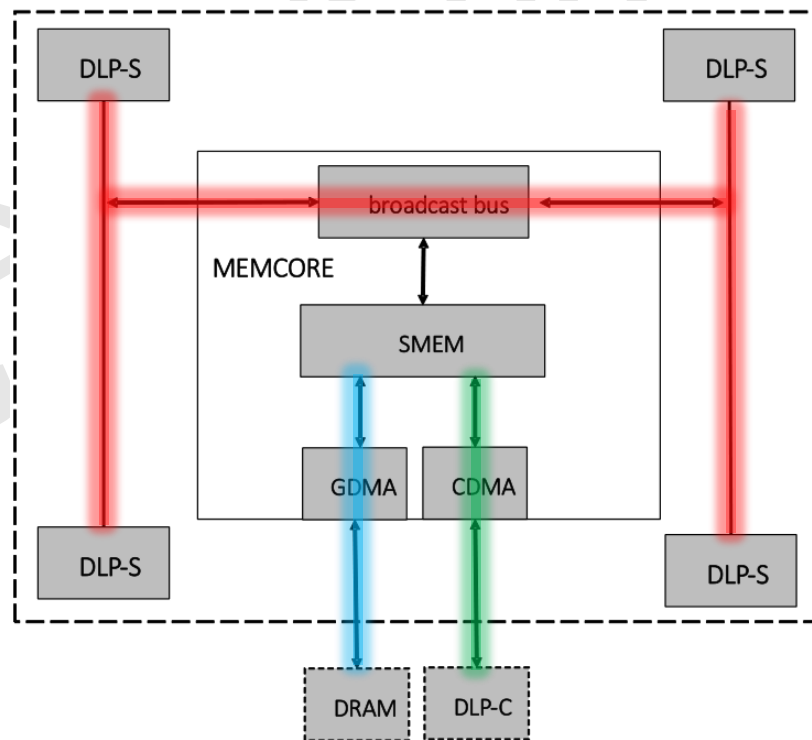 DLP-S
DLP-S
broadcast bus
MEMCORE
SMEM
GDMA
CDMA
DLP-S
DLP-S
DRAM
DLP-C